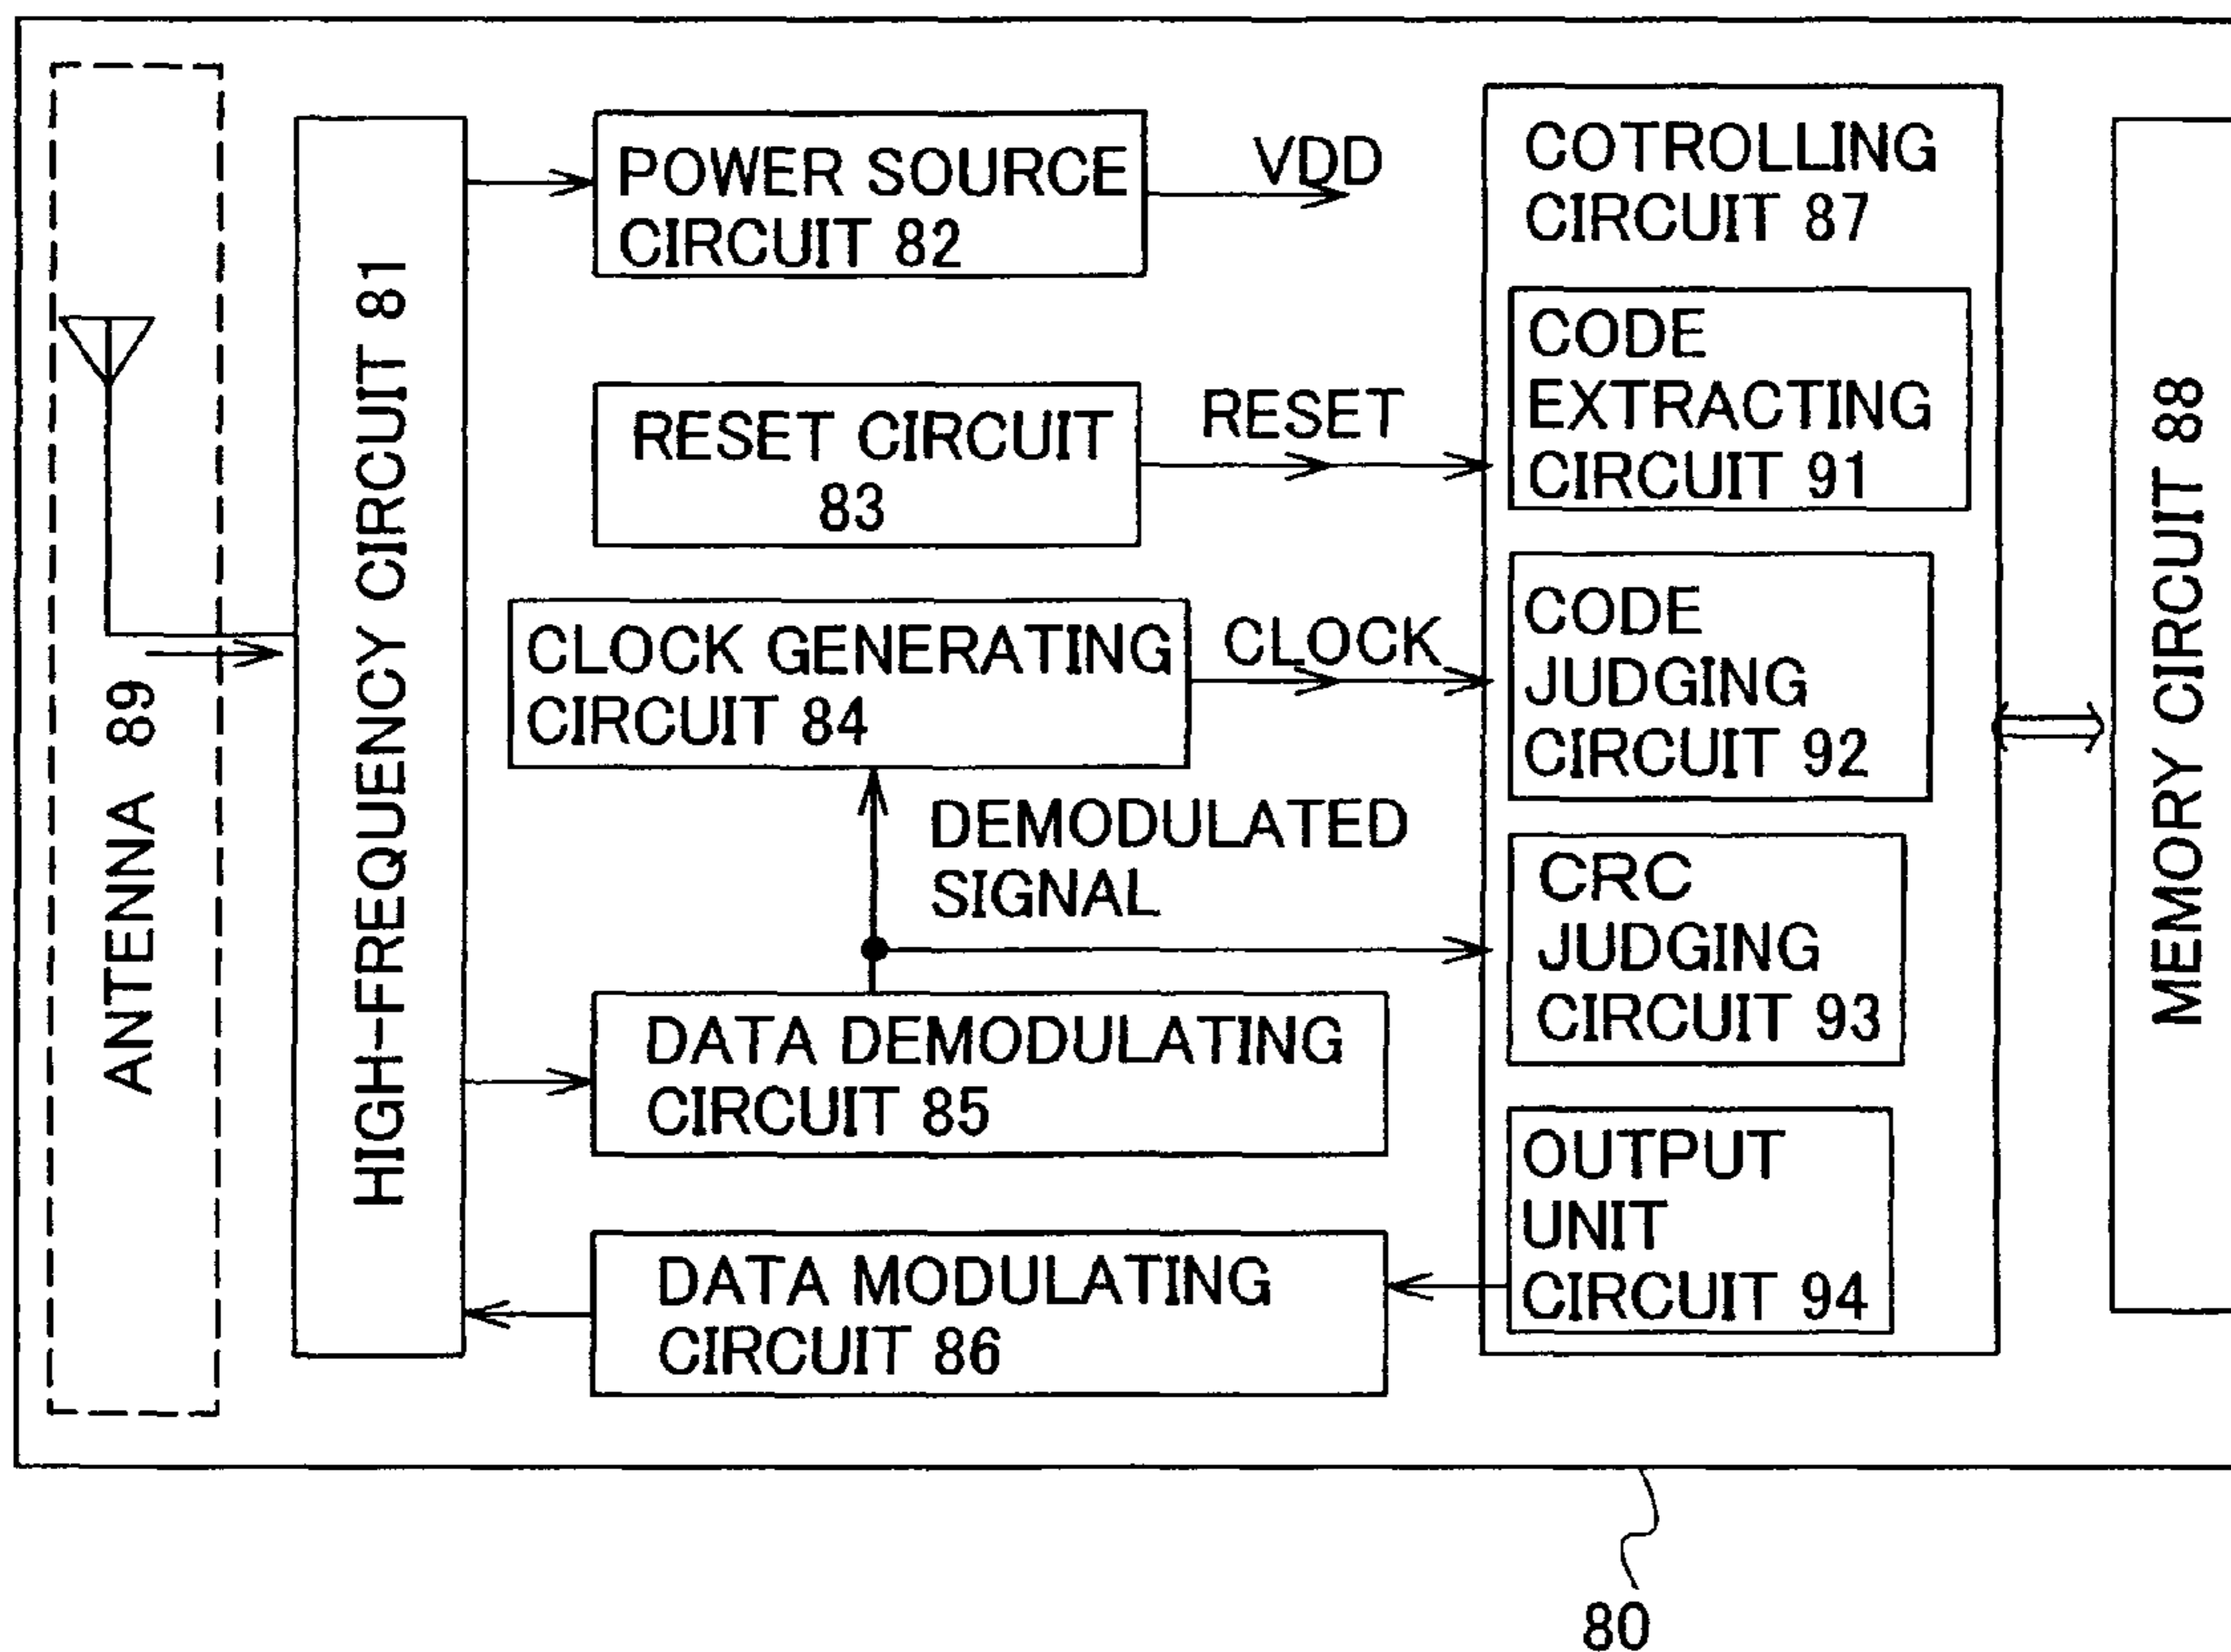 ANTENNA 89
HIGH-FREQUENCY CIRCUIT 81
POWER SOURCE
CIRCUIT 82
VDD
RESET CIRCUIT
83
RESET
CLOCK GENERATING
CIRCUIT 84
CLOCK
DEMODULATED
SIGNAL
DATA DEMODULATING
CIRCUIT 85
DATA MODULATING
CIRCUIT 86
COTROLLING
CIRCUIT 87
CODE
EXTRACTING
CIRCUIT 91
CODE
JUDGING
CIRCUIT 92
CRC
JUDGING
CIRCUIT 93
OUTPUT
UNIT
CIRCUIT 94
MEMORY CIRCUIT 88
80